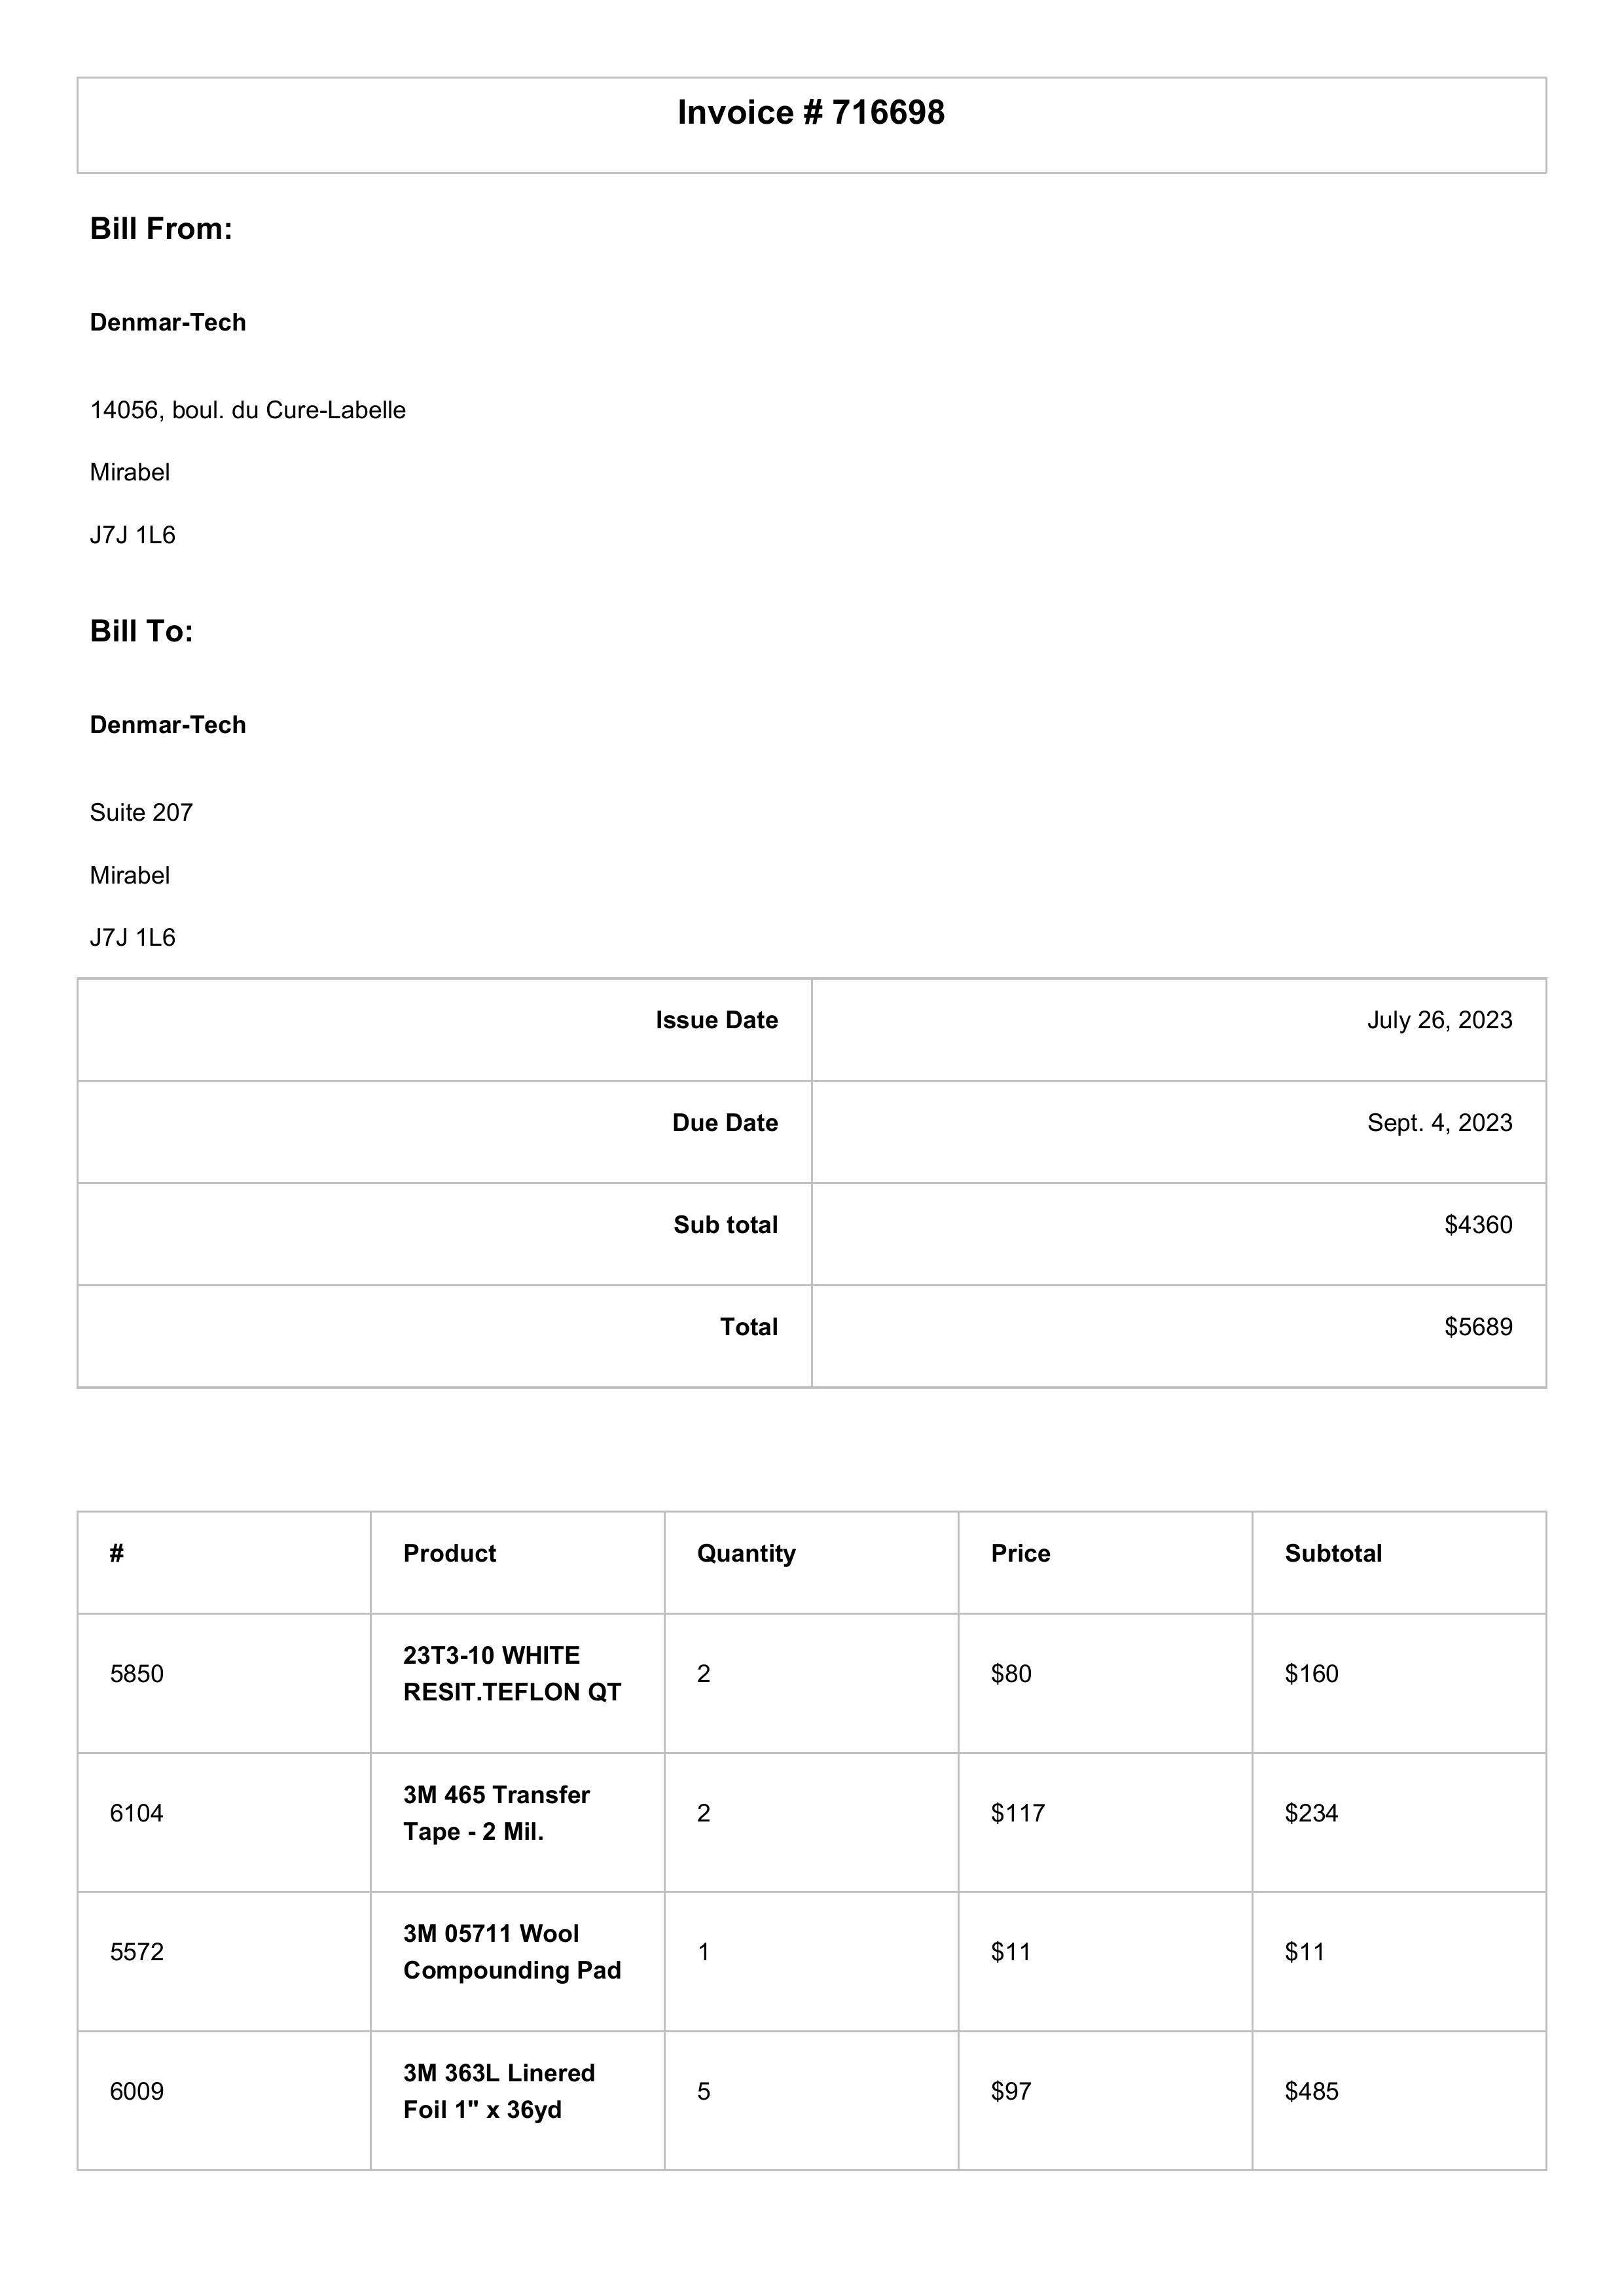 Invoice # 716698
Bill From:
Denmar-Tech
14056, boul. du Cure-Labelle
Mirabel
J7J 1L6
Bill To:
Denmar-Tech
Suite 207
Mirabel
J7J 1L6
Issue Date July 26, 2023
Due Date Sept. 4, 2023
Sub total $4360
Total $5689
# Product Quantity Price Subtotal
5850 23T3-10 WHITE RESIT.TEFLON QT 2 $80 $160
6104 3M 465 Transfer Tape - 2 Mil. 2 $117 $234
5572 3M 05711 Wool Compounding Pad 1 $11 $11
6009 3M 363L Linered Foil 1" x 36yd 5 $97 $485